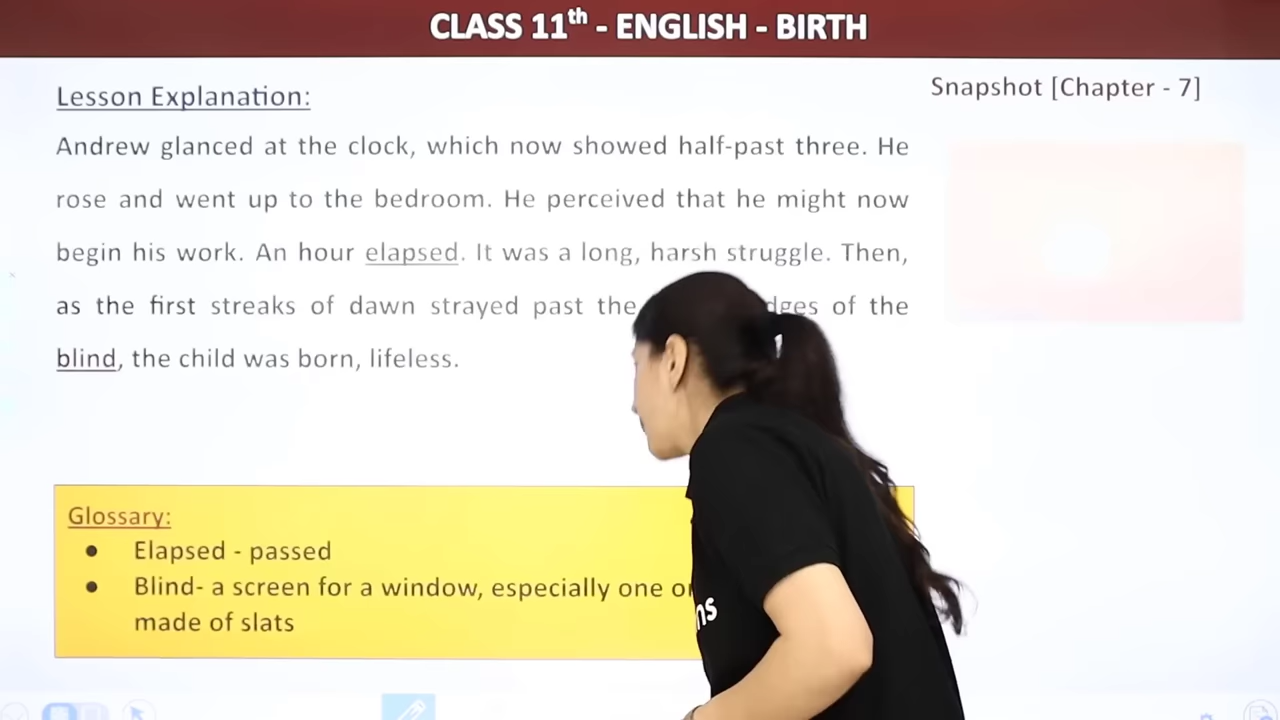 CLASS 11th - ENGLISH - BIRTH
Lesson Explanation:
Snapshot [Chapter - 7]
Andrew glanced at the clock, which now showed half-past three. He
rose and went up to the bedroom. He perceived that he might now
begin his work. An hour elapsed. It was a long, harsh struggle. Then,
as the first streaks of dawn strayed past the dges of the
blind, the child was born, lifeless.
Glossary:
● Elapsed - passed
● Blind- a screen for a window, especially one
made of slats
ns